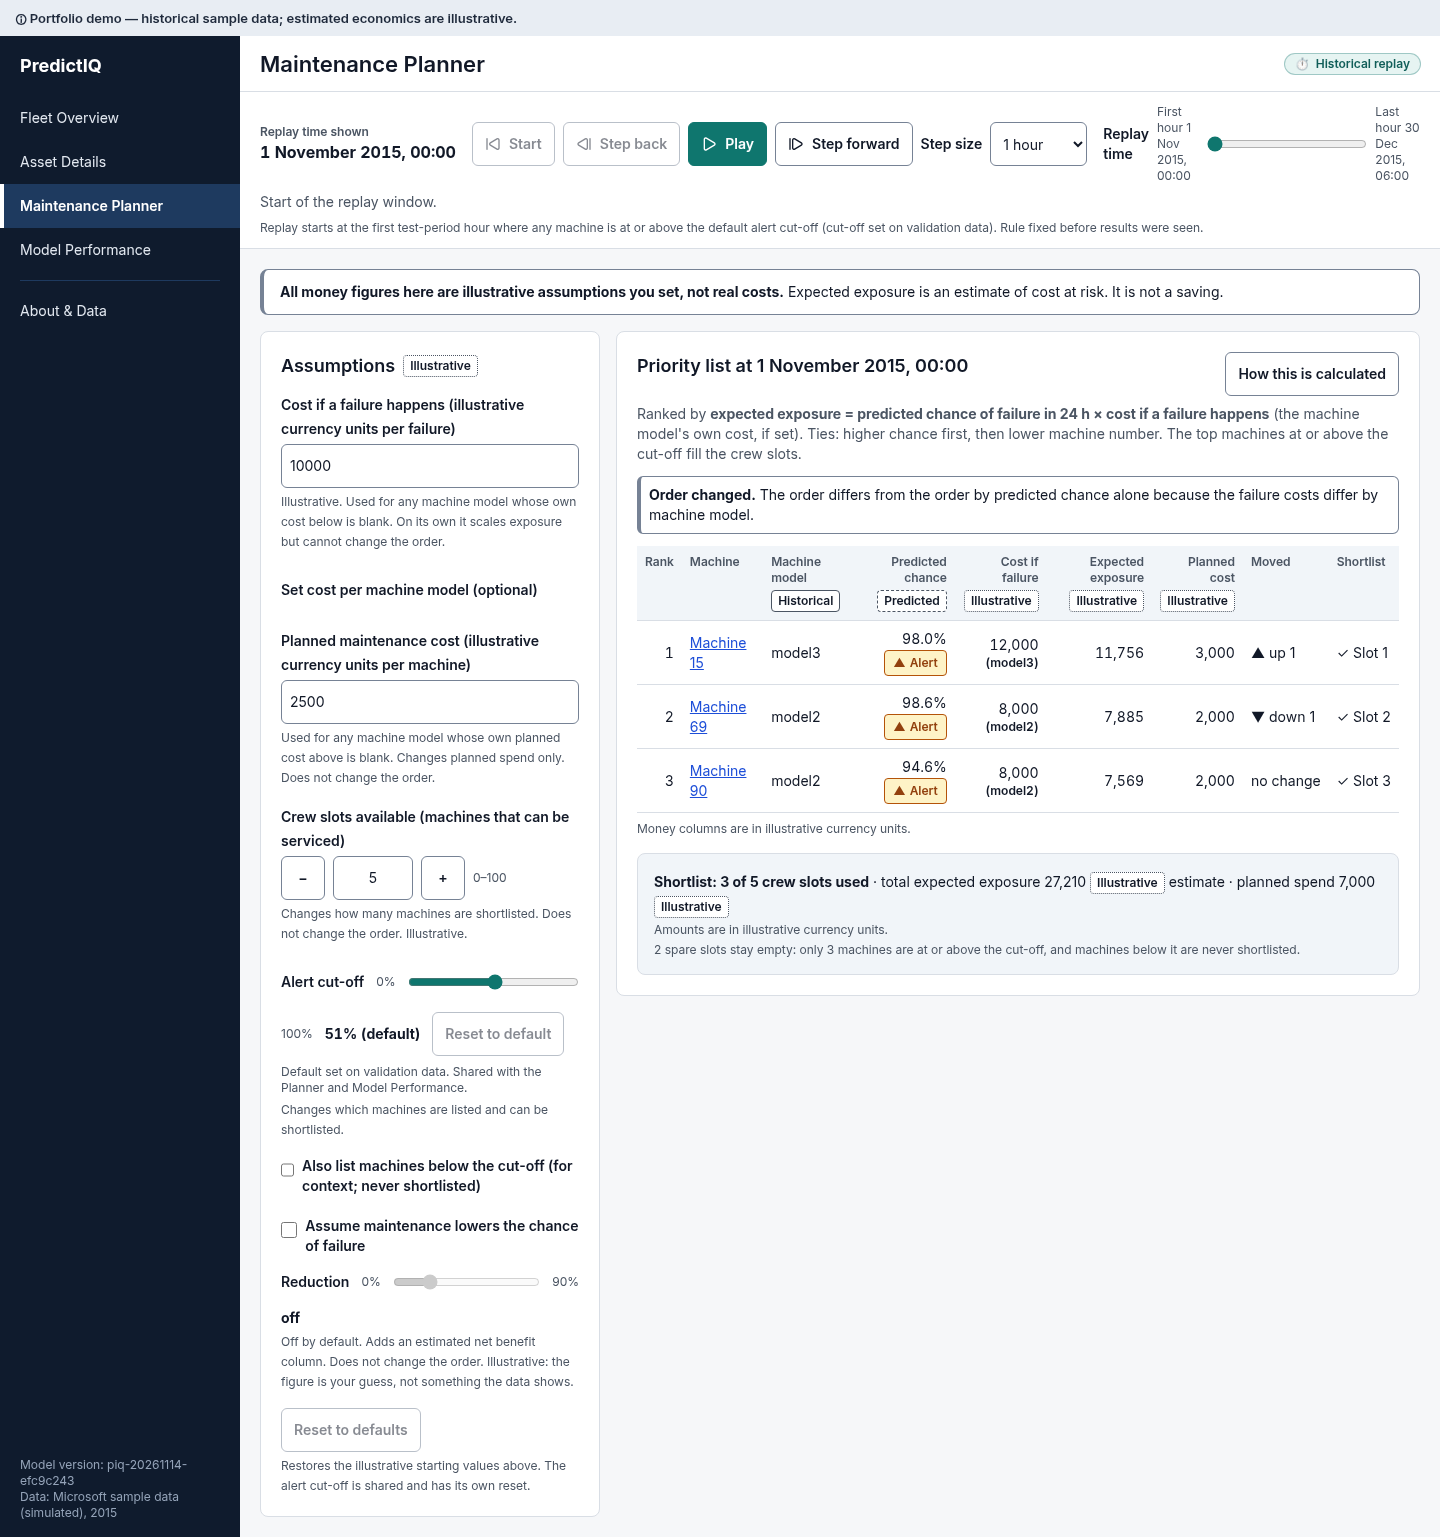 Portfolio demo — historical sample data; estimated economics are illustrative.
PredictIQ
Fleet Overview
Asset Details
Maintenance Planner
Model Performance
About & Data
Model version: piq-20261114-
efc9c243
Data: Microsoft sample data
(simulated), 2015
Maintenance Planner
Historical replay
Replay time shown
1 November 2015, 00:00
Start
Step back
Play
Step forward
Step size
1 hour
Replay
time
First
hour 1
Nov
2015,
00:00
Last
hour 30
Dec
2015,
06:00
Start of the replay window.
Replay starts at the first test-period hour where any machine is at or above the default alert cut-off (cut-off set on validation data). Rule fixed before results were seen.
All money figures here are illustrative assumptions you set, not real costs. Expected exposure is an estimate of cost at risk. It is not a saving.
Assumptions Illustrative
Cost if a failure happens (illustrative
currency units per failure)
10000
Illustrative. Used for any machine model whose own
cost below is blank. On its own it scales exposure
but cannot change the order.
Set cost per machine model (optional)
Planned maintenance cost (illustrative
currency units per machine)
2500
Used for any machine model whose own planned
cost above is blank. Changes planned spend only.
Does not change the order.
Crew slots available (machines that can be
serviced)
− 5 + 0–100
Changes how many machines are shortlisted. Does
not change the order. Illustrative.
Alert cut-off 0%
100% 51% (default) Reset to default
Default set on validation data. Shared with the
Planner and Model Performance.
Changes which machines are listed and can be
shortlisted.
Also list machines below the cut-off (for
context; never shortlisted)
Assume maintenance lowers the chance
of failure
Reduction 0% 90%
off
Off by default. Adds an estimated net benefit
column. Does not change the order. Illustrative: the
figure is your guess, not something the data shows.
Reset to defaults
Restores the illustrative starting values above. The
alert cut-off is shared and has its own reset.
Priority list at 1 November 2015, 00:00
How this is calculated
Ranked by expected exposure = predicted chance of failure in 24 h × cost if a failure happens (the machine
model's own cost, if set). Ties: higher chance first, then lower machine number. The top machines at or above the
cut-off fill the crew slots.
Order changed. The order differs from the order by predicted chance alone because the failure costs differ by
machine model.
Rank Machine Machine Predicted Cost if Expected Planned Moved Shortlist
model chance failure exposure cost
Historical Predicted Illustrative Illustrative Illustrative
1 Machine 15 model3 98.0% ▲ Alert 12,000 (model3) 11,756 3,000 ▲ up 1 ✓ Slot 1
2 Machine 69 model2 98.6% ▲ Alert 8,000 (model2) 7,885 2,000 ▼ down 1 ✓ Slot 2
3 Machine 90 model2 94.6% ▲ Alert 8,000 (model2) 7,569 2,000 no change ✓ Slot 3
Money columns are in illustrative currency units.
Shortlist: 3 of 5 crew slots used · total expected exposure 27,210 Illustrative estimate · planned spend 7,000
Illustrative
Amounts are in illustrative currency units.
2 spare slots stay empty: only 3 machines are at or above the cut-off, and machines below it are never shortlisted.